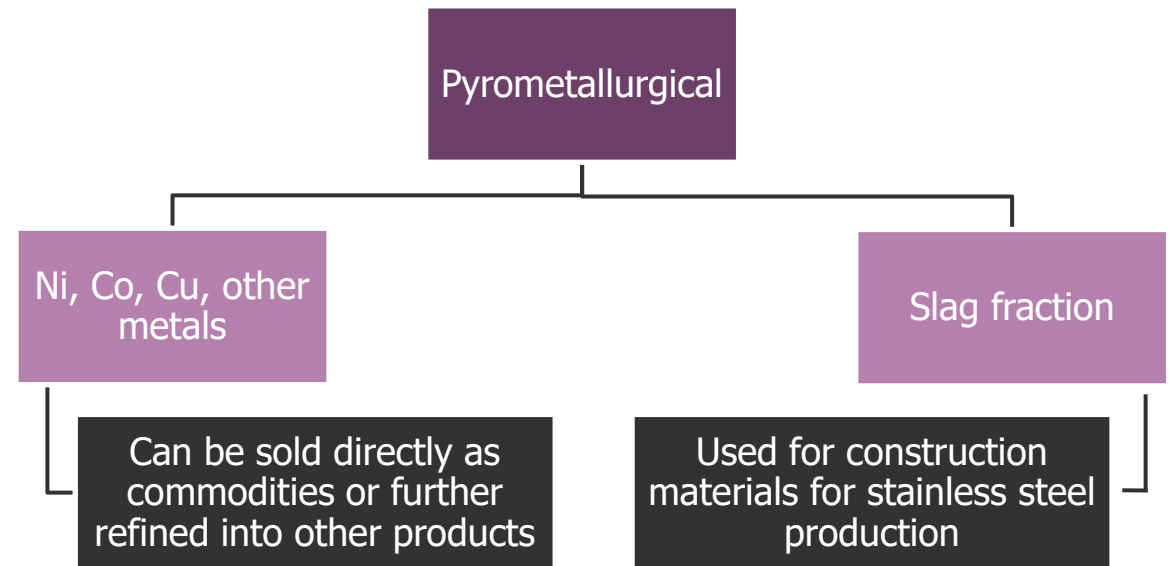 Pyrometallurgical
Ni, Co, Cu, other
metals
Slag fraction
Can be sold directly as
commodities or further
refined into other products
Used for construction
materials for stainless steel
production